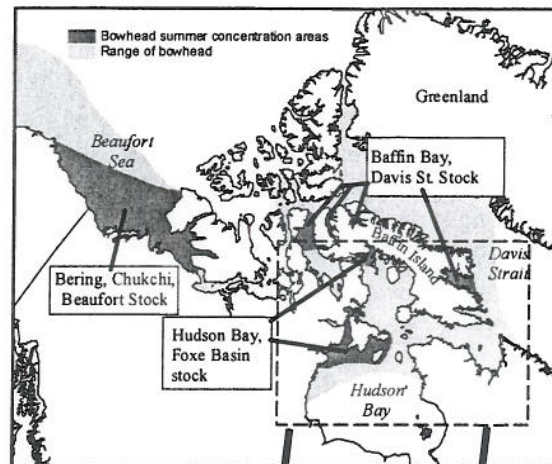 Bowhead summer concentration areas
Range of bowhead
Greenland
Beaufort
Sea
Baffin Bay,
Davis St. Stock
Baffin Island
Davis
Strait
Bering, Chukchi,
Beaufort Stock
Hudson Bay,
Foxe Basin
stock
Hudson
Bay